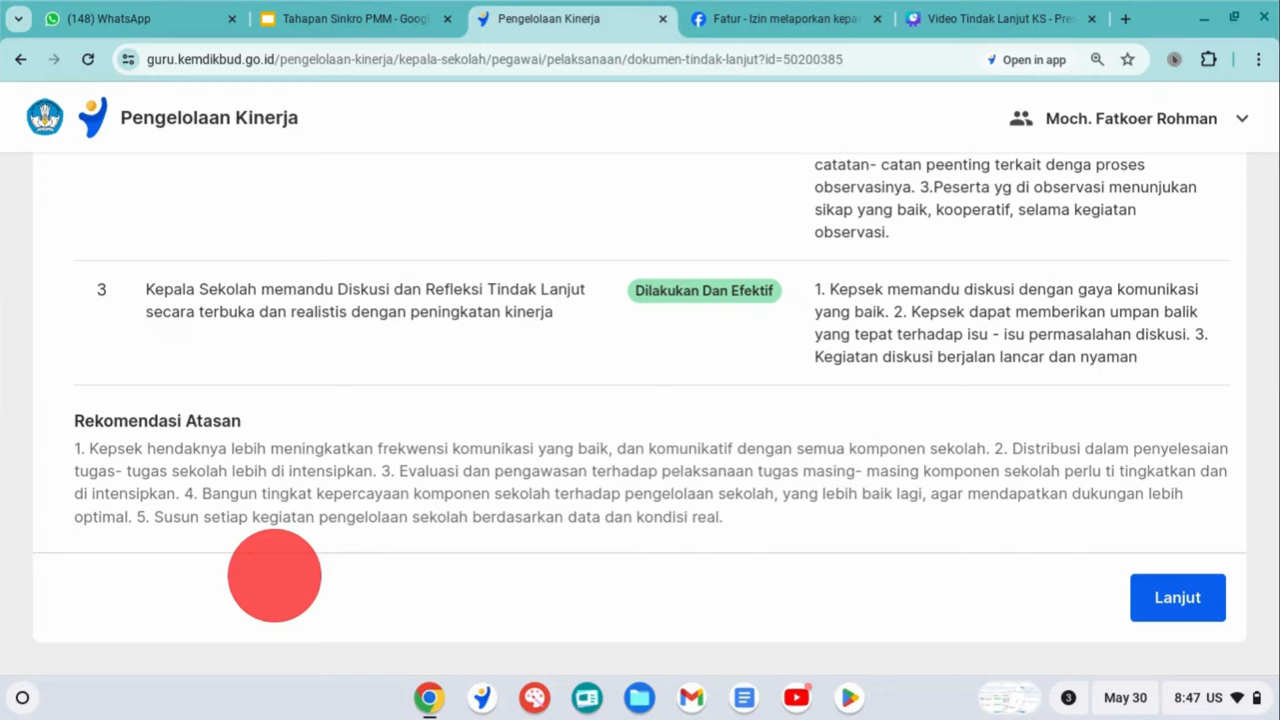 (148) WhatsApp
Tahapan Sinkro PMM - Googl
Pengelolaan Kinerja
Fatur - Izin melaporkan kepa
Video Tindak Lanjut KS - Pre
guru.kemdikbud.go.id/pengelolaan-kinerja/kepala-sekolah/pegawai/pelaksanaan/dokumen-tindak-lanjut?id=50200385
Open in app
Pengelolaan Kinerja
Moch. Fatkoer Rohman
catatan- catan peenting terkait denga proses
observasinya. 3.Peserta yg di observasi menunjukan
sikap yang baik, kooperatif, selama kegiatan
observasi.
3
Kepala Sekolah memandu Diskusi dan Refleksi Tindak Lanjut
secara terbuka dan realistis dengan peningkatan kinerja
Dilakukan Dan Efektif
1. Kepsek memandu diskusi dengan gaya komunikasi
yang baik. 2. Kepsek dapat memberikan umpan balik
yang tepat terhadap isu - isu permasalahan diskusi. 3.
Kegiatan diskusi berjalan lancar dan nyaman
Rekomendasi Atasan
1. Kepsek hendaknya lebih meningkatkan frekwensi komunikasi yang baik, dan komunikatif dengan semua komponen sekolah. 2. Distribusi dalam penyelesaian
tugas- tugas sekolah lebih di intensipkan. 3. Evaluasi dan pengawasan terhadap pelaksanaan tugas masing- masing komponen sekolah perlu ti tingkatkan dan
di intensipkan. 4. Bangun tingkat kepercayaan komponen sekolah terhadap pengelolaan sekolah, yang lebih baik lagi, agar mendapatkan dukungan lebih
optimal. 5. Susun setiap kegiatan pengelolaan sekolah berdasarkan data dan kondisi real.
Lanjut
3
May 30
8:47 US